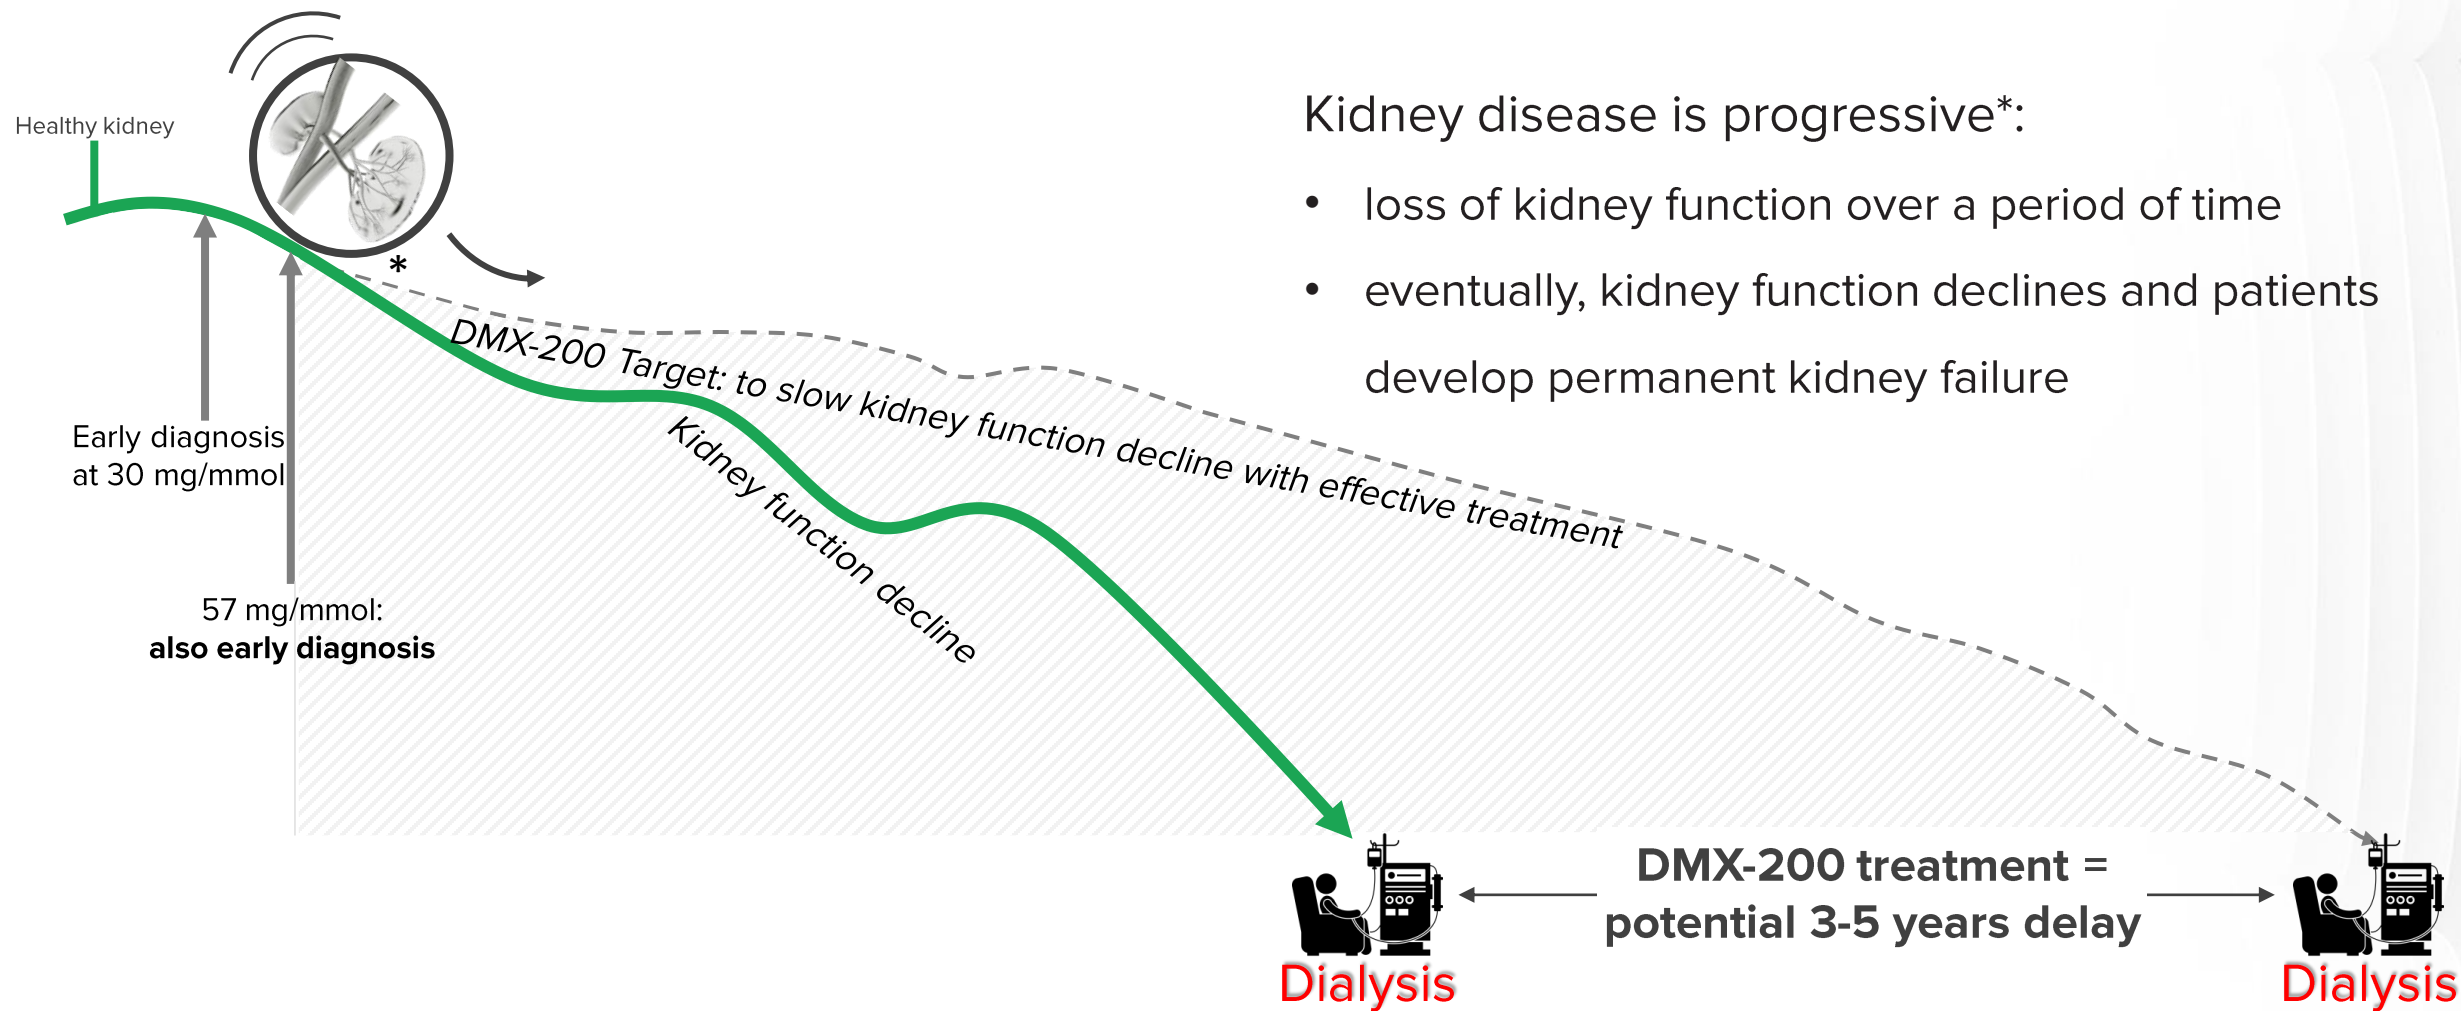 Healthy kidney
Kidney disease is progressive*:
• loss of kidney function over a period of time
• eventually, kidney function declines and patients
develop permanent kidney failure
*
DMX-200 Target: to slow kidney function decline with effective treatment
Kidney function decline
Early diagnosis
at 30 mg/mmol
57 mg/mmol:
also early diagnosis
DMX-200 treatment =
potential 3-5 years delay
Dialysis
Dialysis